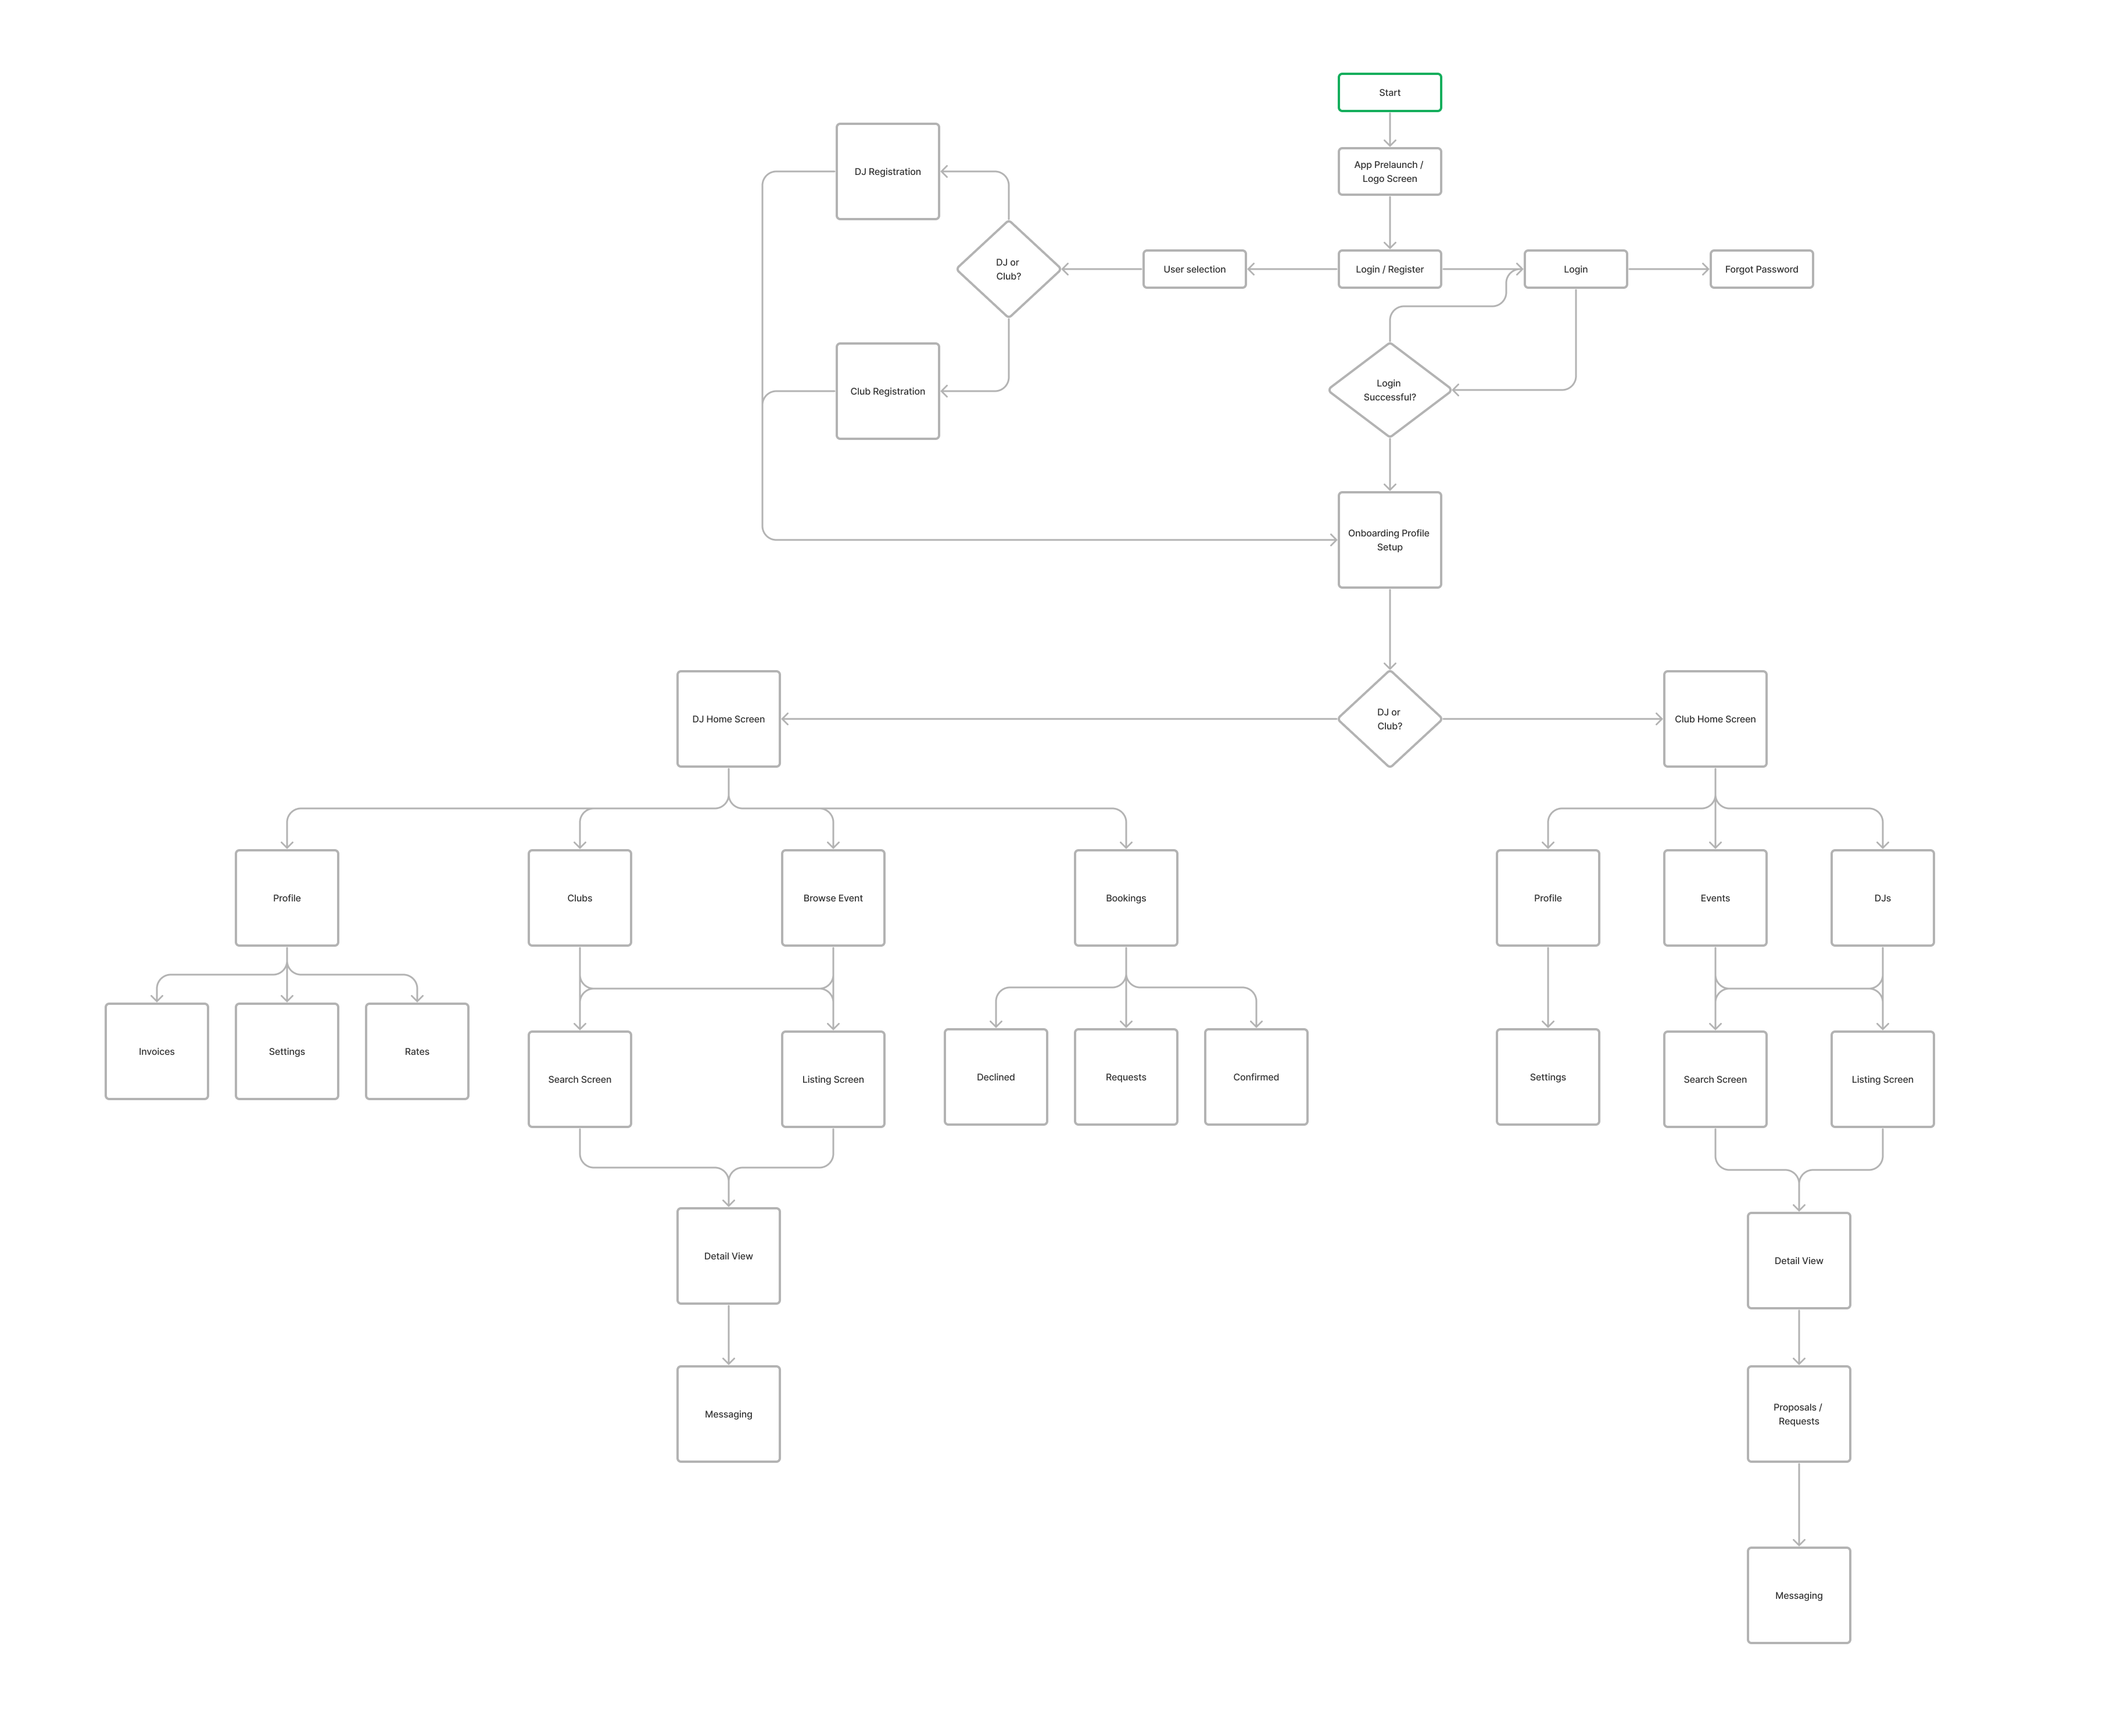 Start
App Prelaunch /
Logo Screen
DJ Registration
DJ or
Club?
User selection
Login / Register
Login
Forgot Password
Club Registration
Login
Successful?
Onboarding Profile
Setup
DJ Home Screen
DJ or
Club?
Club Home Screen
Profile
Clubs
Browse Event
Bookings
Profile
Events
DJs
Invoices
Settings
Rates
Search Screen
Listing Screen
Declined
Requests
Confirmed
Settings
Search Screen
Listing Screen
Detail View
Detail View
Messaging
Proposals /
Requests
Messaging